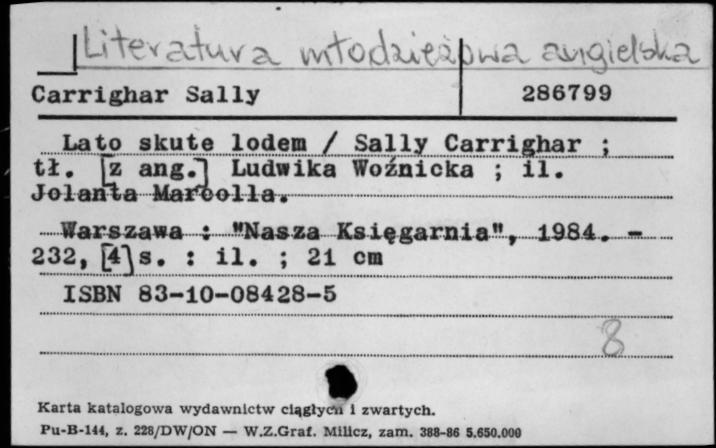 Literatura młodzieżowa angielska
Carrighar Sally 286799
Lato skute lodem / Sally Carrighar ;
tł. [z ang.] Ludwika Woźnicka ; il.
Jolanta Marcolla.
Warszawa : "Nasza Księgarnia", 1984. -
232, [4] s. : il. ; 21 cm
ISBN 83-10-08428-5
8
Karta katalogowa wydawnictw ciągłych i zwartych.
Pu-B-144, z. 228/DW/ON — W.Z.Graf. Milicz, zam. 388-86 5.650.000